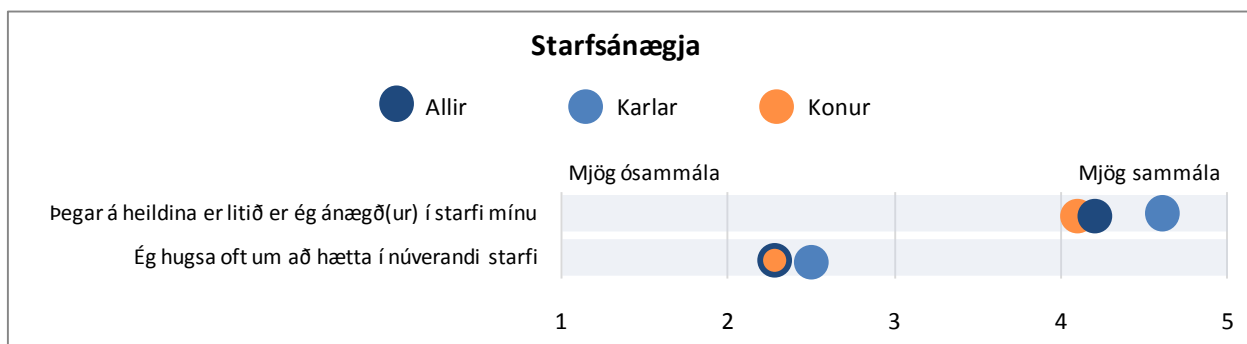 Starfsánægja
Allir Karlar Konur
Mjög ósammála Mjög sammála
Þegar á heildina er litið er ég ánægð(ur) í starfi mínu
Ég hugsa oft um að hætta í núverandi starfi
1 2 3 4 5